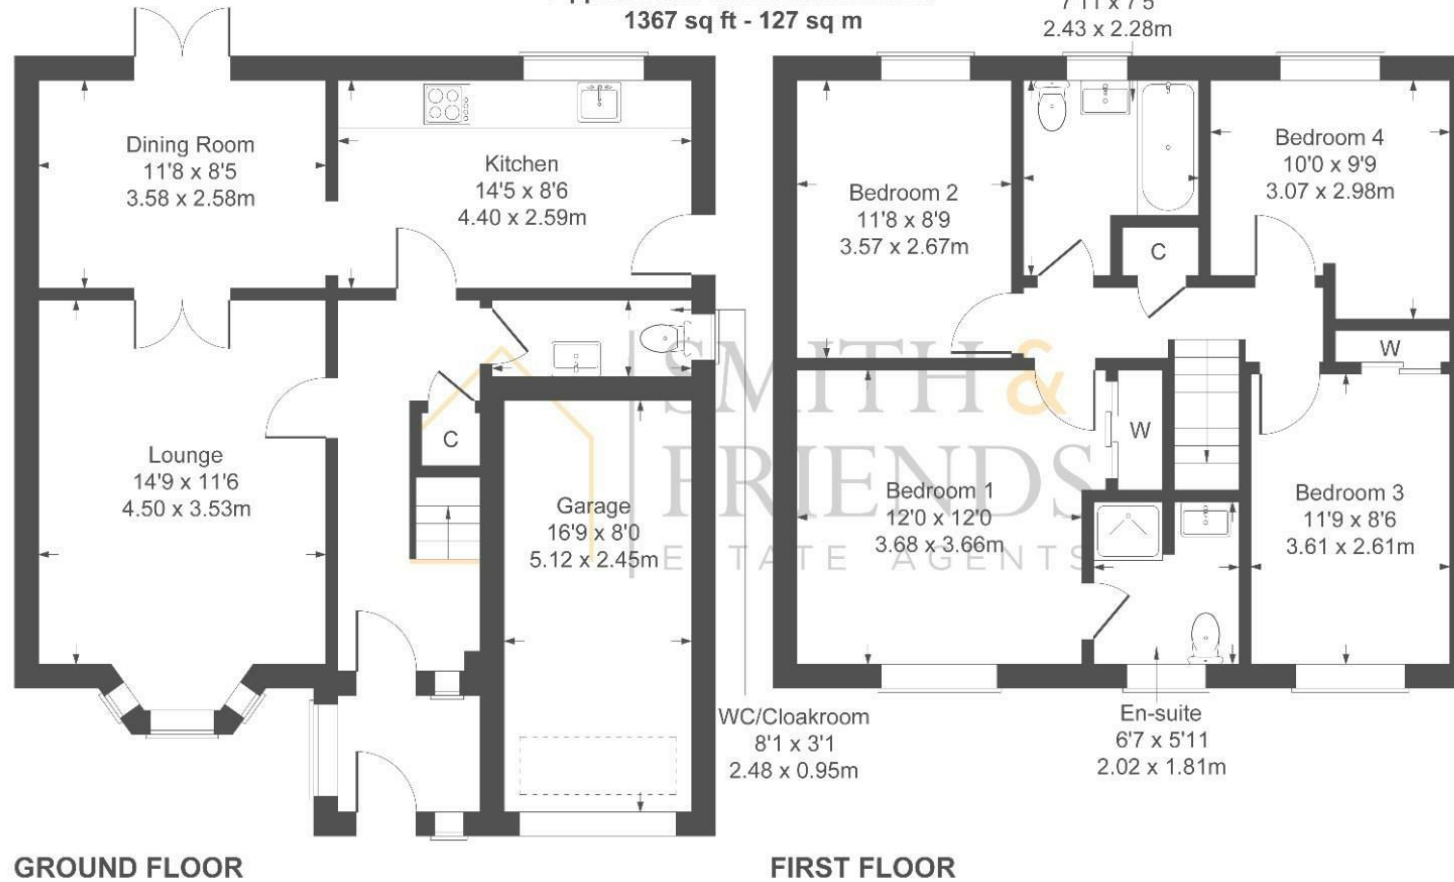 1367 sq ft - 127 sq m
7'11 x 7'5
2.43 x 2.28m
Dining Room
11'8 x 8'5
3.58 x 2.58m
Kitchen
14'5 x 8'6
4.40 x 2.59m
Lounge
14'9 x 11'6
4.50 x 3.53m
C
Garage
16'9 x 8'0
5.12 x 2.45m
WC/Cloakroom
8'1 x 3'1
2.48 x 0.95m
GROUND FLOOR
Bedroom 2
11'8 x 8'9
3.57 x 2.67m
Bedroom 4
10'0 x 9'9
3.07 x 2.98m
C
W
W
Bedroom 1
12'0 x 12'0
3.68 x 3.66m
Bedroom 3
11'9 x 8'6
3.61 x 2.61m
En-suite
6'7 x 5'11
2.02 x 1.81m
FIRST FLOOR
SMITH &
FRIENDS
ESTATE AGENTS